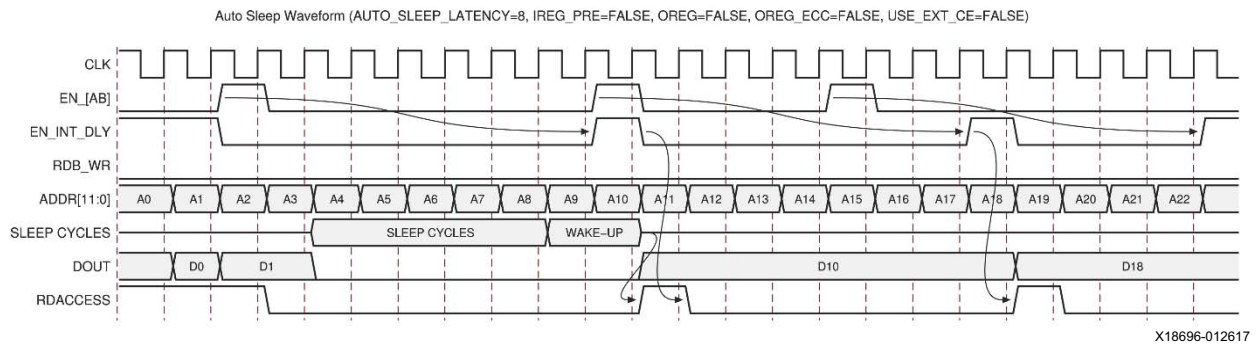 Auto Sleep Waveform (AUTO_SLEEP_LATENCY=8, IREG_PRE=FALSE, OREG=FALSE, OREG_ECC=FALSE, USE_EXT_CE=FALSE)
CLK
EN_[AB]
EN_INT_DLY
RDB_WR
ADDR[11:0] A0 A1 A2 A3 A4 A5 A6 A7 A8 A9 A10 A11 A12 A13 A14 A15 A16 A17 A18 A19 A20 A21 A22
SLEEP CYCLES SLEEP CYCLES WAKE-UP
DOUT D0 D1 D10 D18
RDACCESS
X18696-012617